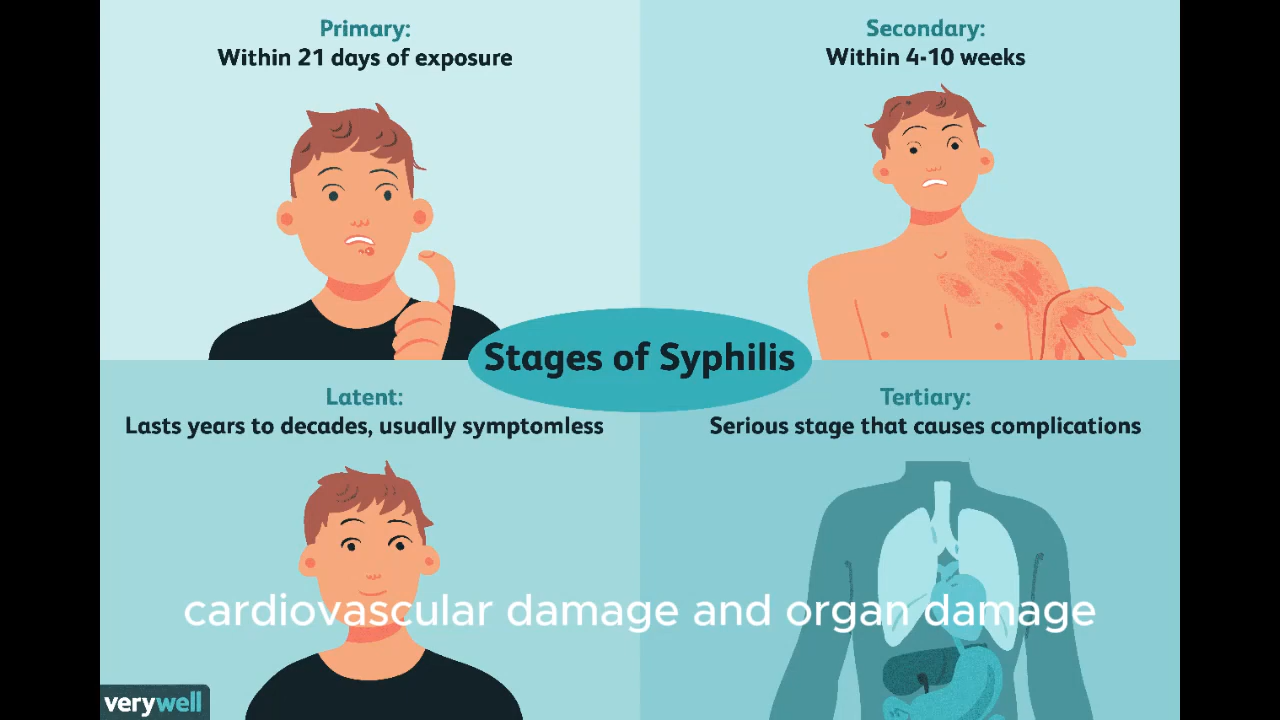 Primary:
Within 21 days of exposure
Secondary:
Within 4-10 weeks
Stages of Syphilis
Latent:
Lasts years to decades, usually symptomless
Tertiary:
Serious stage that causes complications
cardiovascular damage and organ damage
verywell